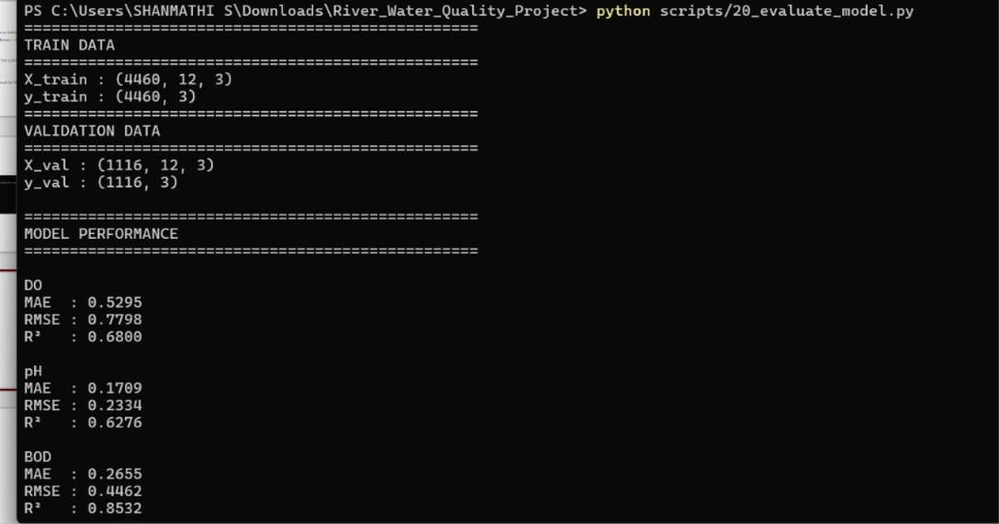 PS C:\Users\SHANMATHI S\Downloads\River_Water_Quality_Project> python scripts/20_evaluate_model.py
==================================================
TRAIN DATA
==================================================
X_train : (4460, 12, 3)
y_train : (4460, 3)
==================================================
VALIDATION DATA
==================================================
X_val : (1116, 12, 3)
y_val : (1116, 3)
==================================================
MODEL PERFORMANCE
==================================================
DO
MAE  : 0.5295
RMSE : 0.7798
R²   : 0.6800
pH
MAE  : 0.1709
RMSE : 0.2334
R²   : 0.6276
BOD
MAE  : 0.2655
RMSE : 0.4462
R²   : 0.8532